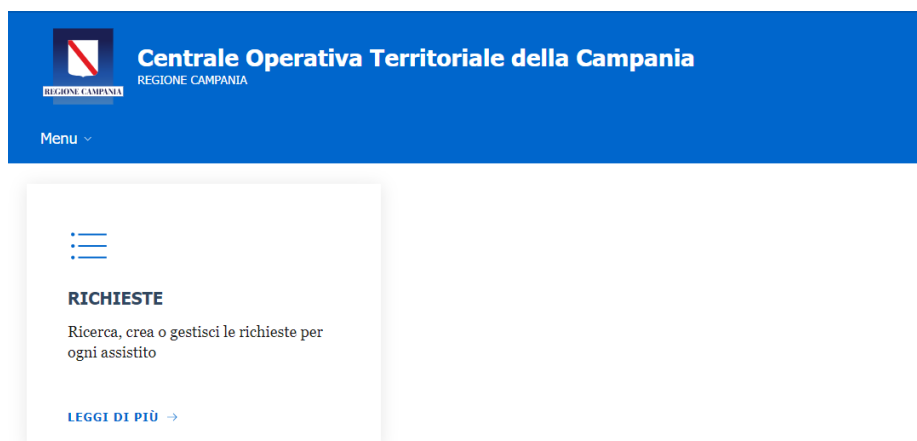 Centrale Operativa Territoriale della Campania
REGIONE CAMPANIA
REGIONE CAMPANIA
Menu
RICHIESTE
Ricerca, crea o gestisci le richieste per
ogni assistito
LEGGI DI PIÙ →